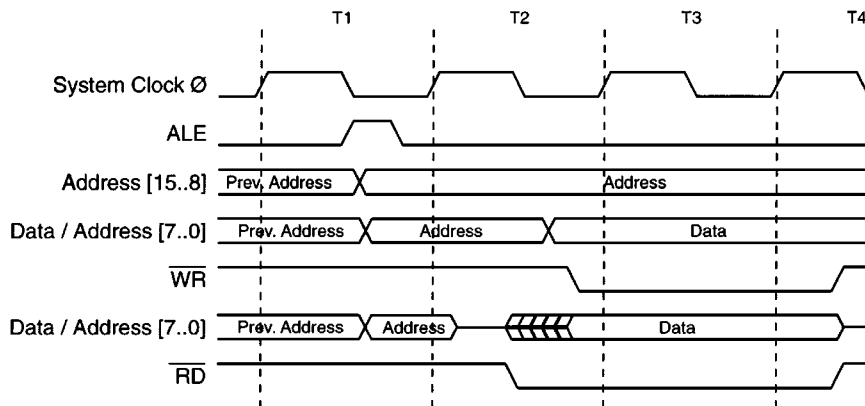 T1 T2 T3 T4
System Clock Ø
ALE
Address [15..8] Prev. Address Address
Data / Address [7..0] Prev. Address Address Data
WR
Data / Address [7..0] Prev. Address Address Data
RD